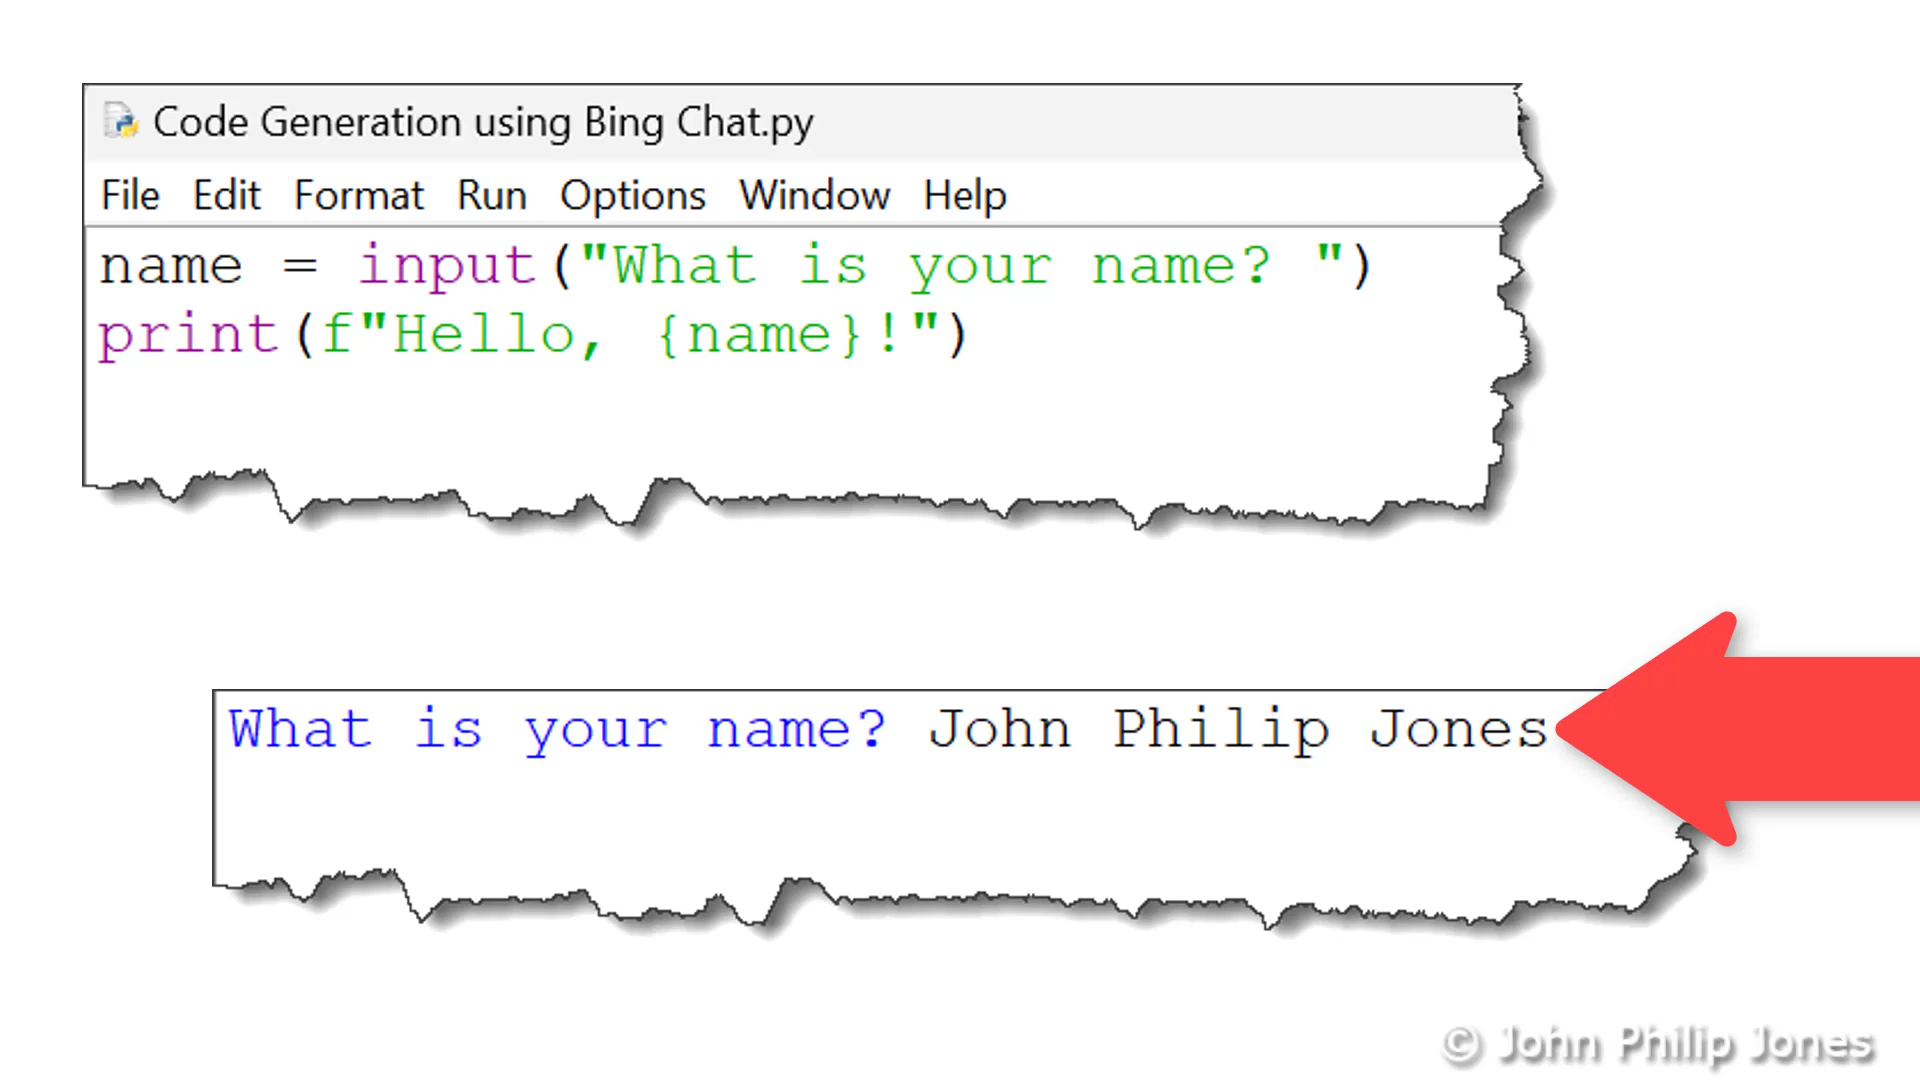 Code Generation using Bing Chat.py
File Edit Format Run Options Window Help
name = input("What is your name? ")
print(f"Hello, {name}!")
What is your name? John Philip Jones
© John Philip Jones